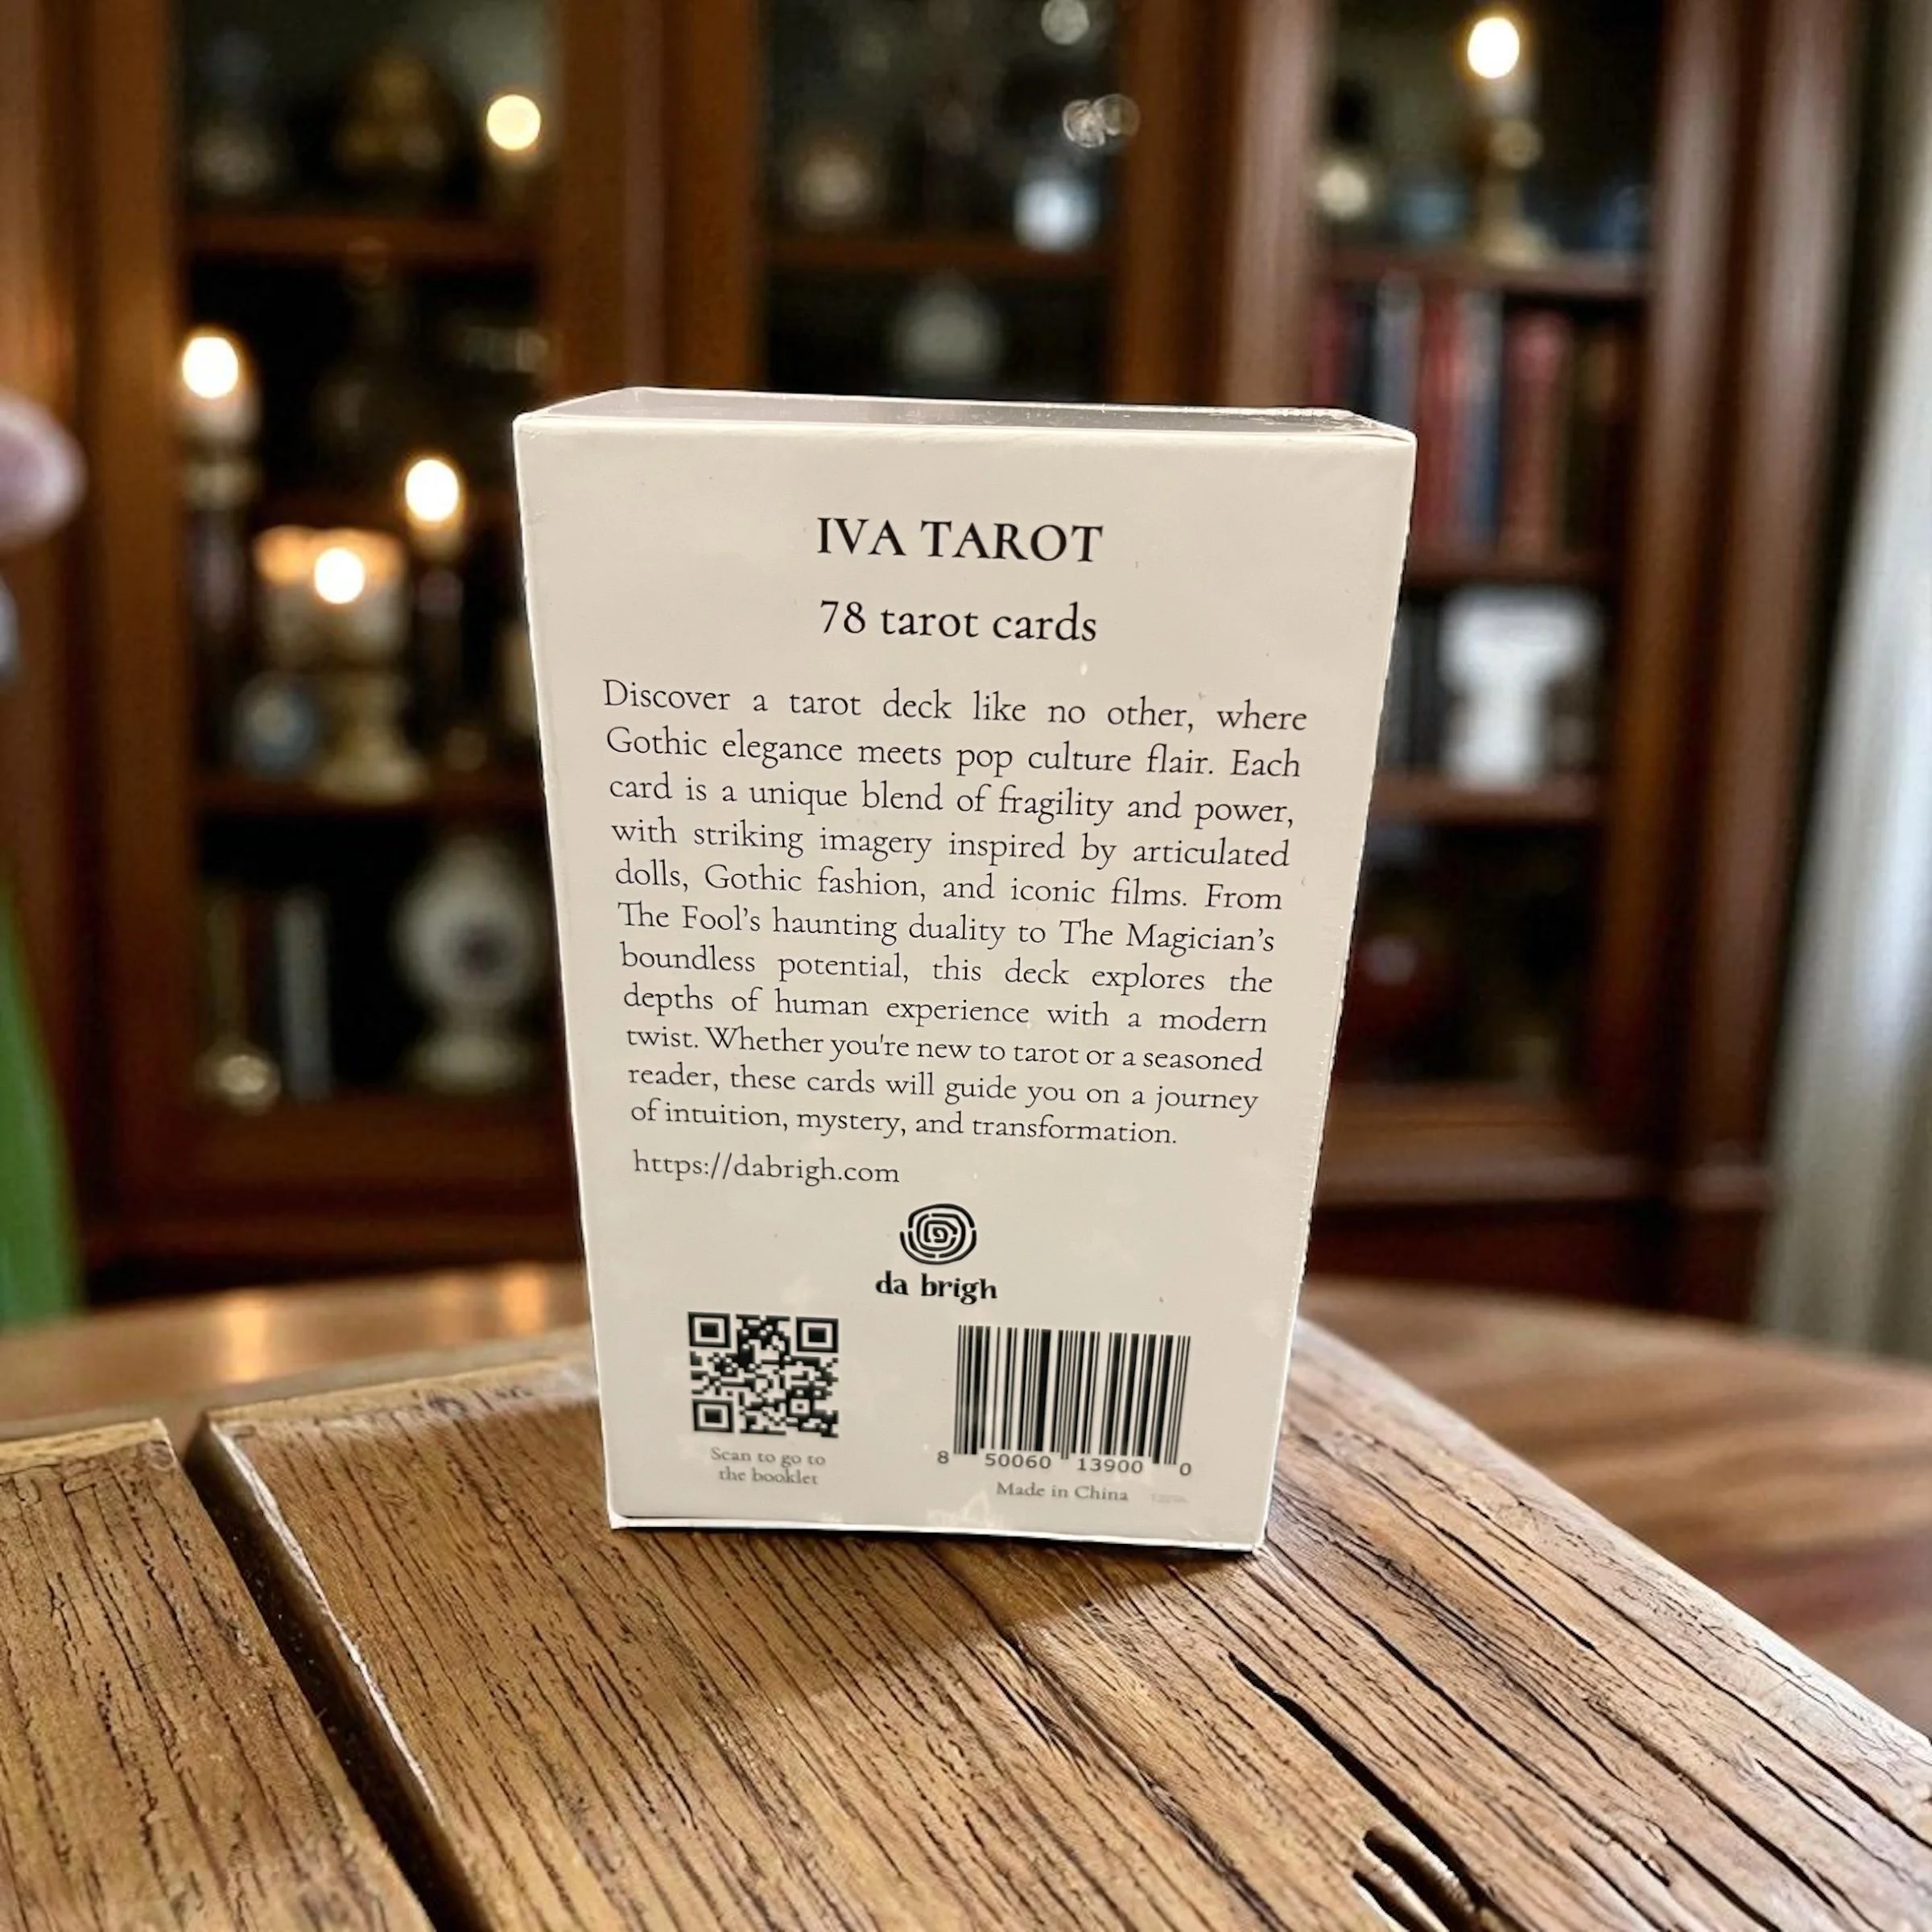 IVA TAROT
78 tarot cards
Discover a tarot deck like no other, where
Gothic elegance meets pop culture flair. Each
card is a unique blend of fragility and power,
with striking imagery inspired by articulated
dolls, Gothic fashion, and iconic films. From
The Fool’s haunting duality to The Magician’s
boundless potential, this deck explores the
depths of human experience with a modern
twist. Whether you're new to tarot or a seasoned
reader, these cards will guide you on a journey
of intuition, mystery, and transformation.
https://dabrigh.com
da brigh
Scan to go to
the booklet
8 50060 13900 0
Made in China